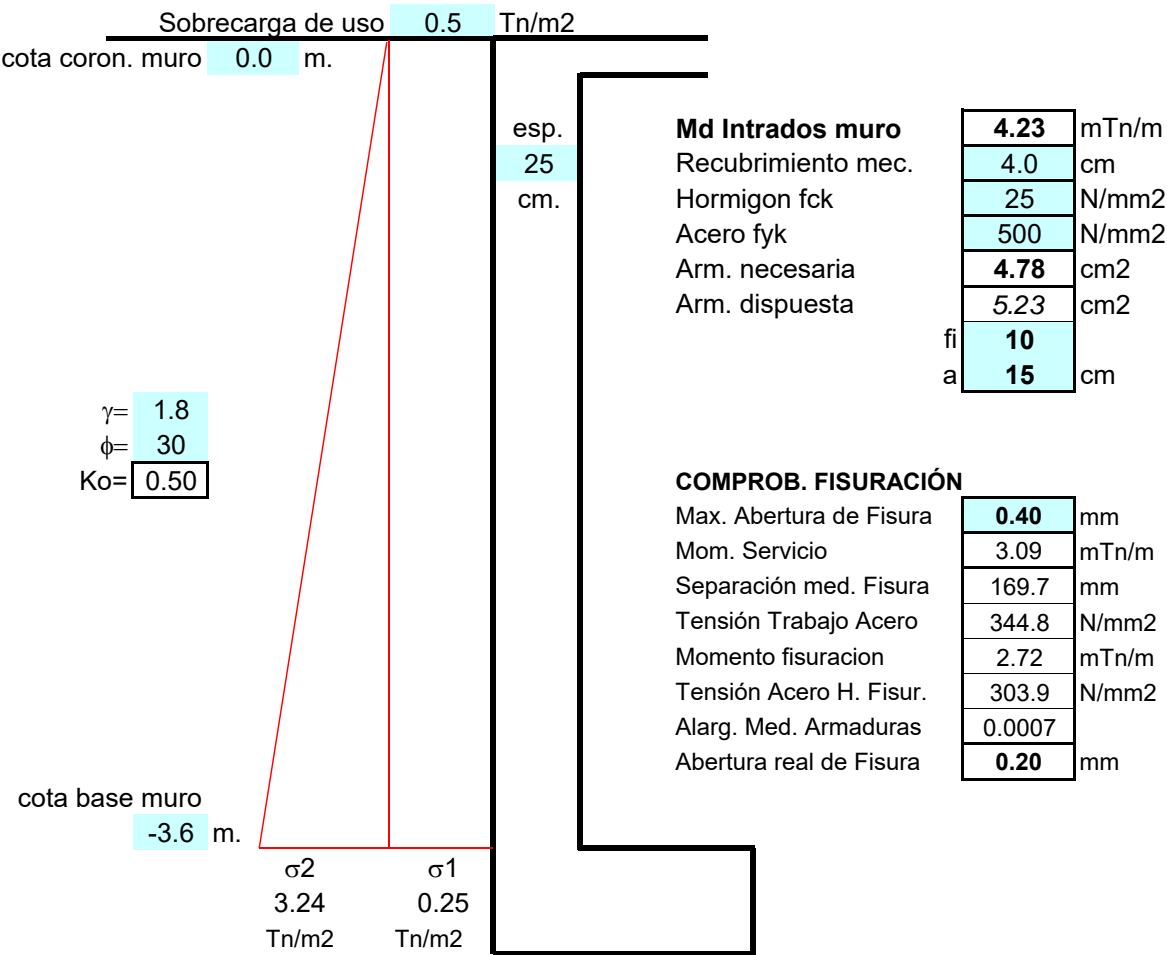 Sobrecarga de uso 0.5 Tn/m2
cota coron. muro 0.0 m.
esp.
25
cm.
Md Intrados muro 4.23 mTn/m
Recubrimiento mec. 4.0 cm
Hormigon fck 25 N/mm2
Acero fyk 500 N/mm2
Arm. necesaria 4.78 cm2
Arm. dispuesta 5.23 cm2
fi 10
a 15 cm
γ= 1.8
ϕ= 30
Ko= 0.50
COMPROB. FISURACIÓN
Max. Abertura de Fisura 0.40 mm
Mom. Servicio 3.09 mTn/m
Separación med. Fisura 169.7 mm
Tensión Trabajo Acero 344.8 N/mm2
Momento fisuracion 2.72 mTn/m
Tensión Acero H. Fisur. 303.9 N/mm2
Alarg. Med. Armaduras 0.0007
Abertura real de Fisura 0.20 mm
cota base muro
-3.6 m.
σ2 σ1
3.24 0.25
Tn/m2 Tn/m2